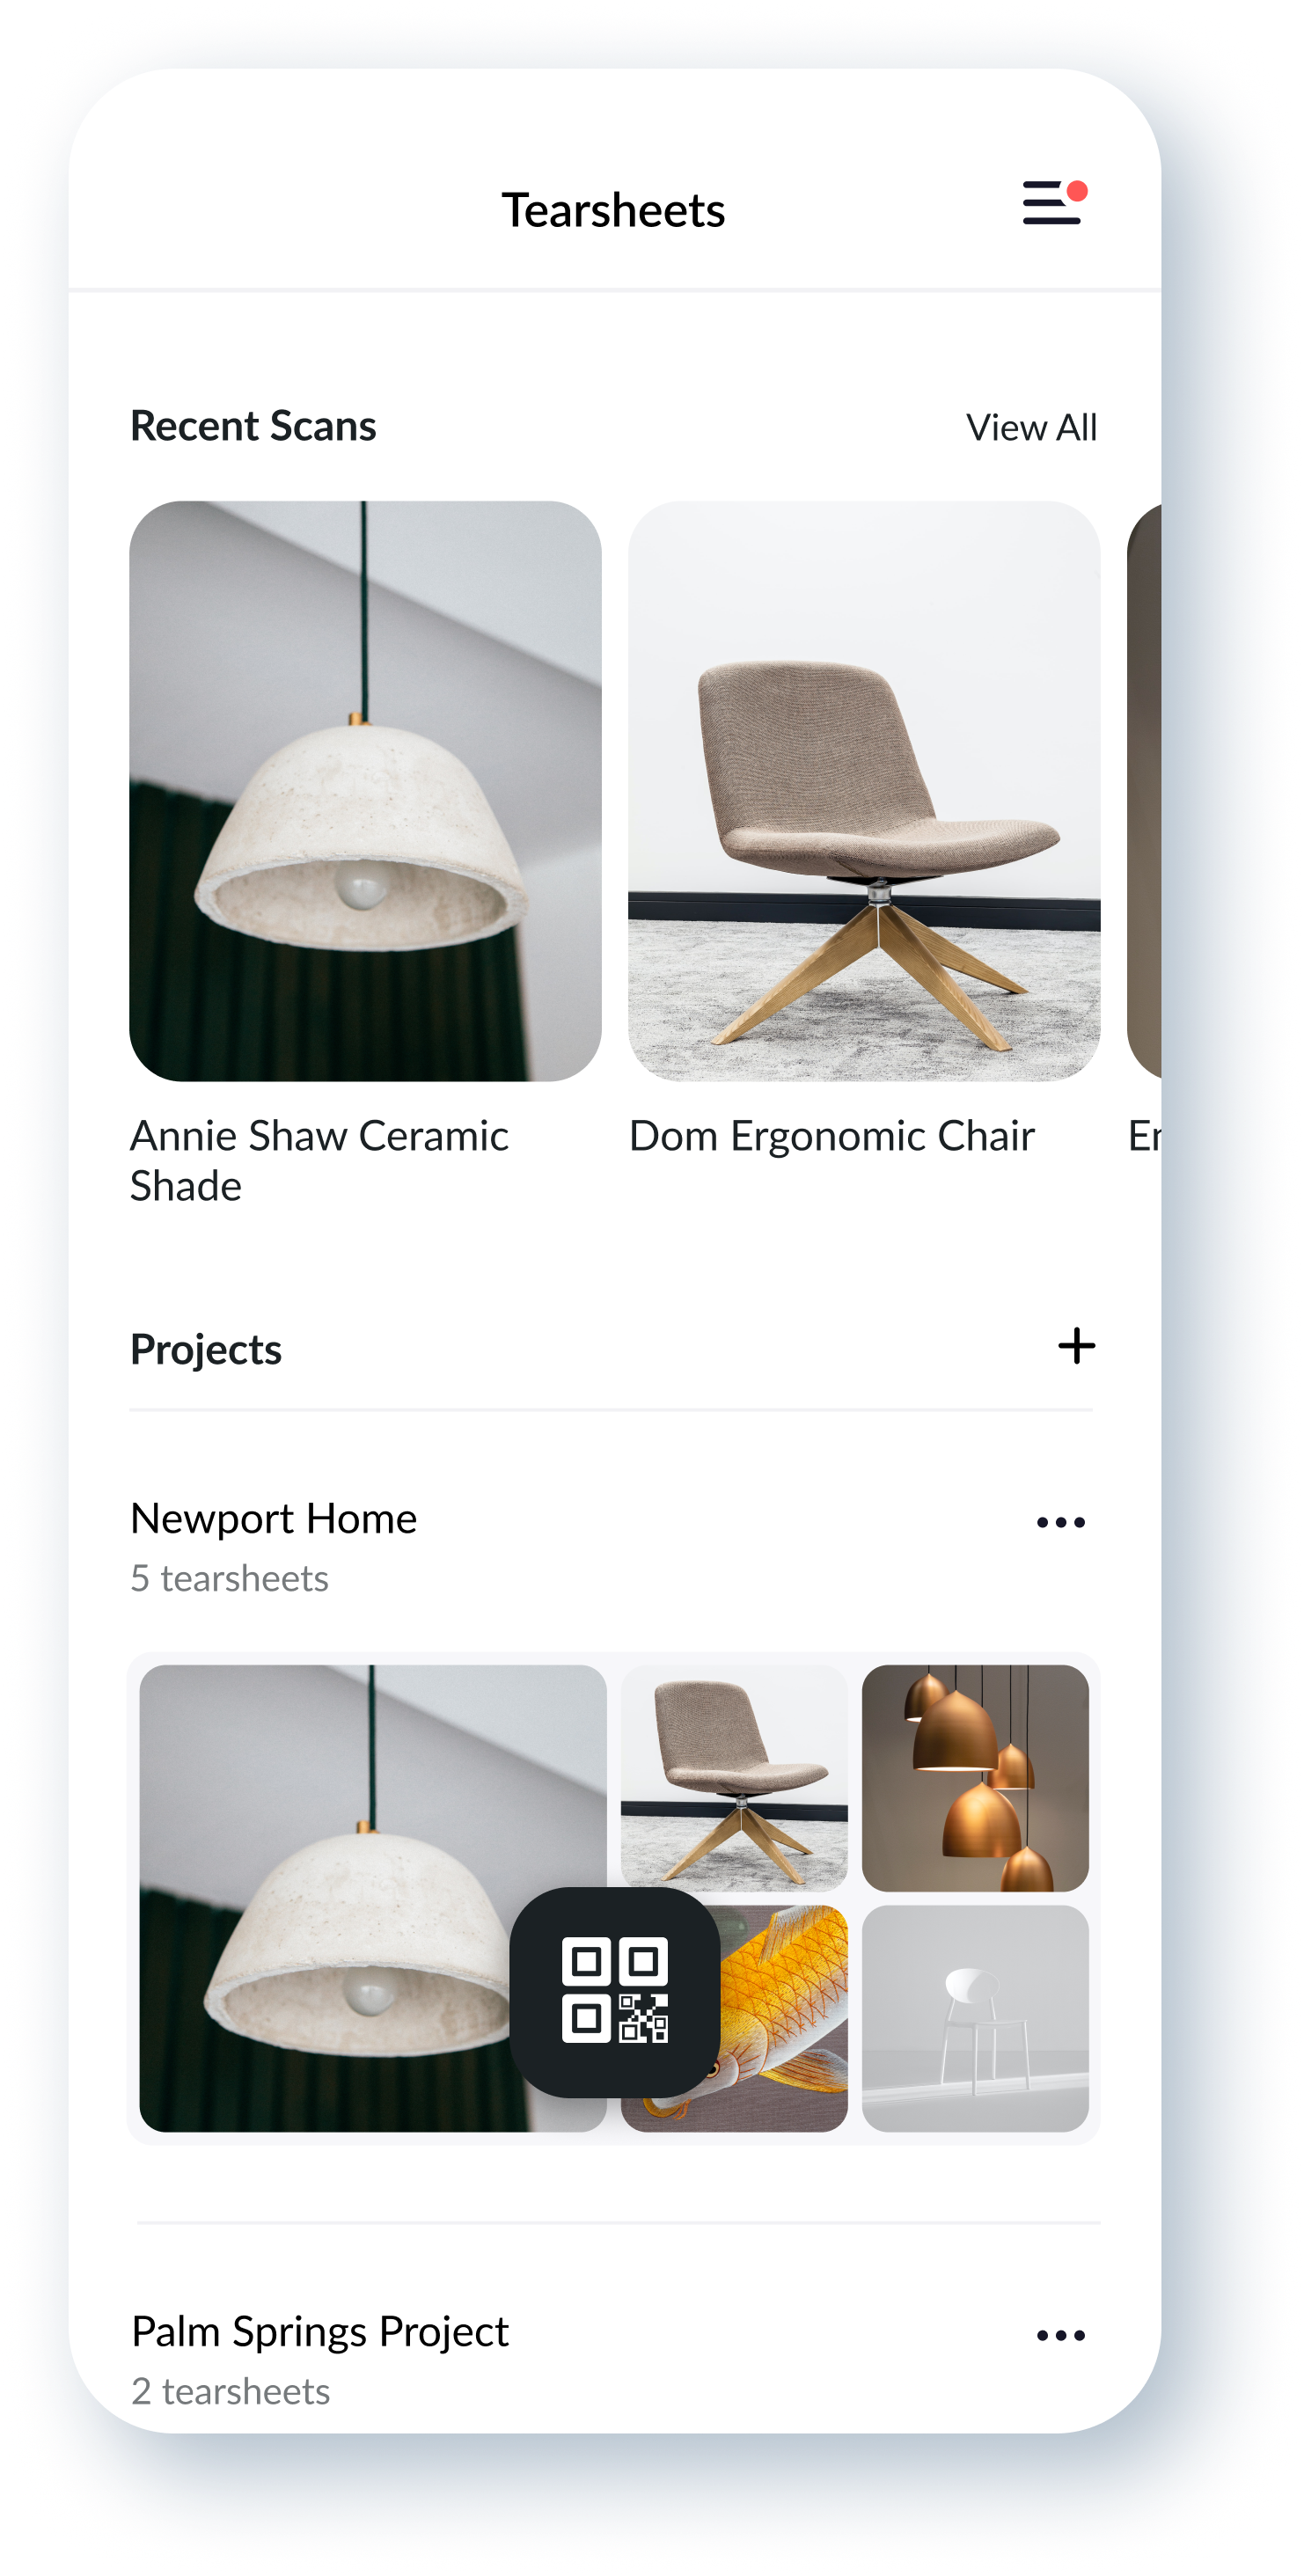 Tearsheets
Recent Scans
View All
Annie Shaw Ceramic
Shade
Dom Ergonomic Chair
Projects
Newport Home
5 tearsheets
Palm Springs Project
2 tearsheets